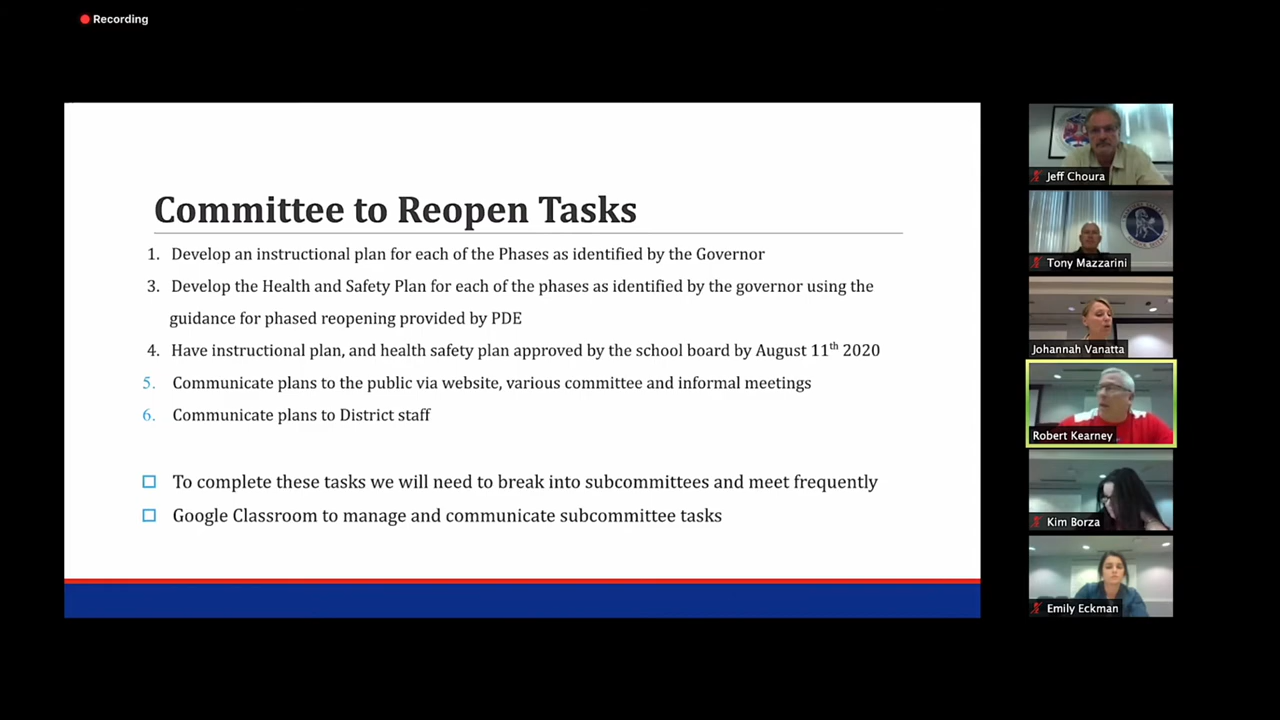 Recording
Committee to Reopen Tasks
1. Develop an instructional plan for each of the Phases as identified by the Governor
3. Develop the Health and Safety Plan for each of the phases as identified by the governor using the
guidance for phased reopening provided by PDE
4. Have instructional plan, and health safety plan approved by the school board by August 11th 2020
5. Communicate plans to the public via website, various committee and informal meetings
6. Communicate plans to District staff
To complete these tasks we will need to break into subcommittees and meet frequently
Google Classroom to manage and communicate subcommittee tasks
Jeff Choura
Tony Mazzarini
Johannah Vanatta
Robert Kearney
Kim Borza
Emily Eckman